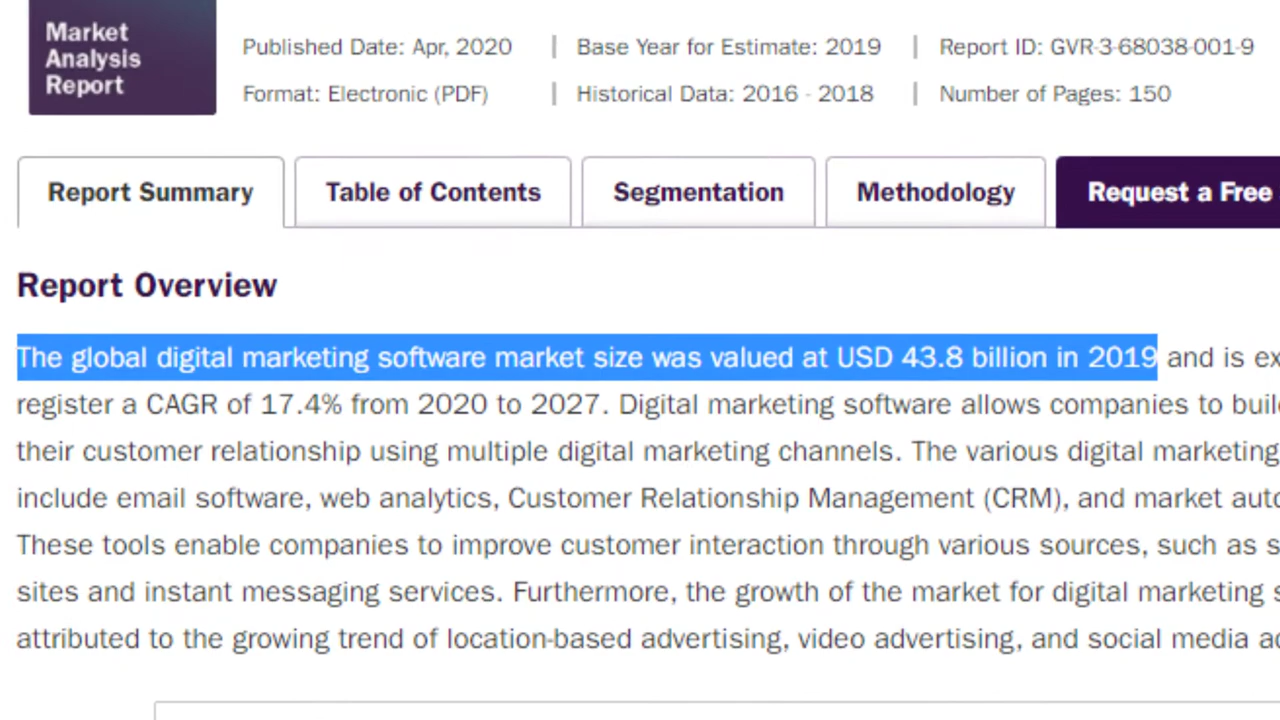 Market
Analysis
Report
Published Date: Apr, 2020 | Base Year for Estimate: 2019 | Report ID: GVR-3-68038-001-9
Format: Electronic (PDF) | Historical Data: 2016 - 2018 | Number of Pages: 150
Report Summary Table of Contents Segmentation Methodology Request a Free
Report Overview
The global digital marketing software market size was valued at USD 43.8 billion in 2019 and is
register a CAGR of 17.4% from 2020 to 2027. Digital marketing software allows companies to
their customer relationship using multiple digital marketing channels. The various digital marketing
include email software, web analytics, Customer Relationship Management (CRM), and market
These tools enable companies to improve customer interaction through various sources, such as
sites and instant messaging services. Furthermore, the growth of the market for digital marketing
attributed to the growing trend of location-based advertising, video advertising, and social media